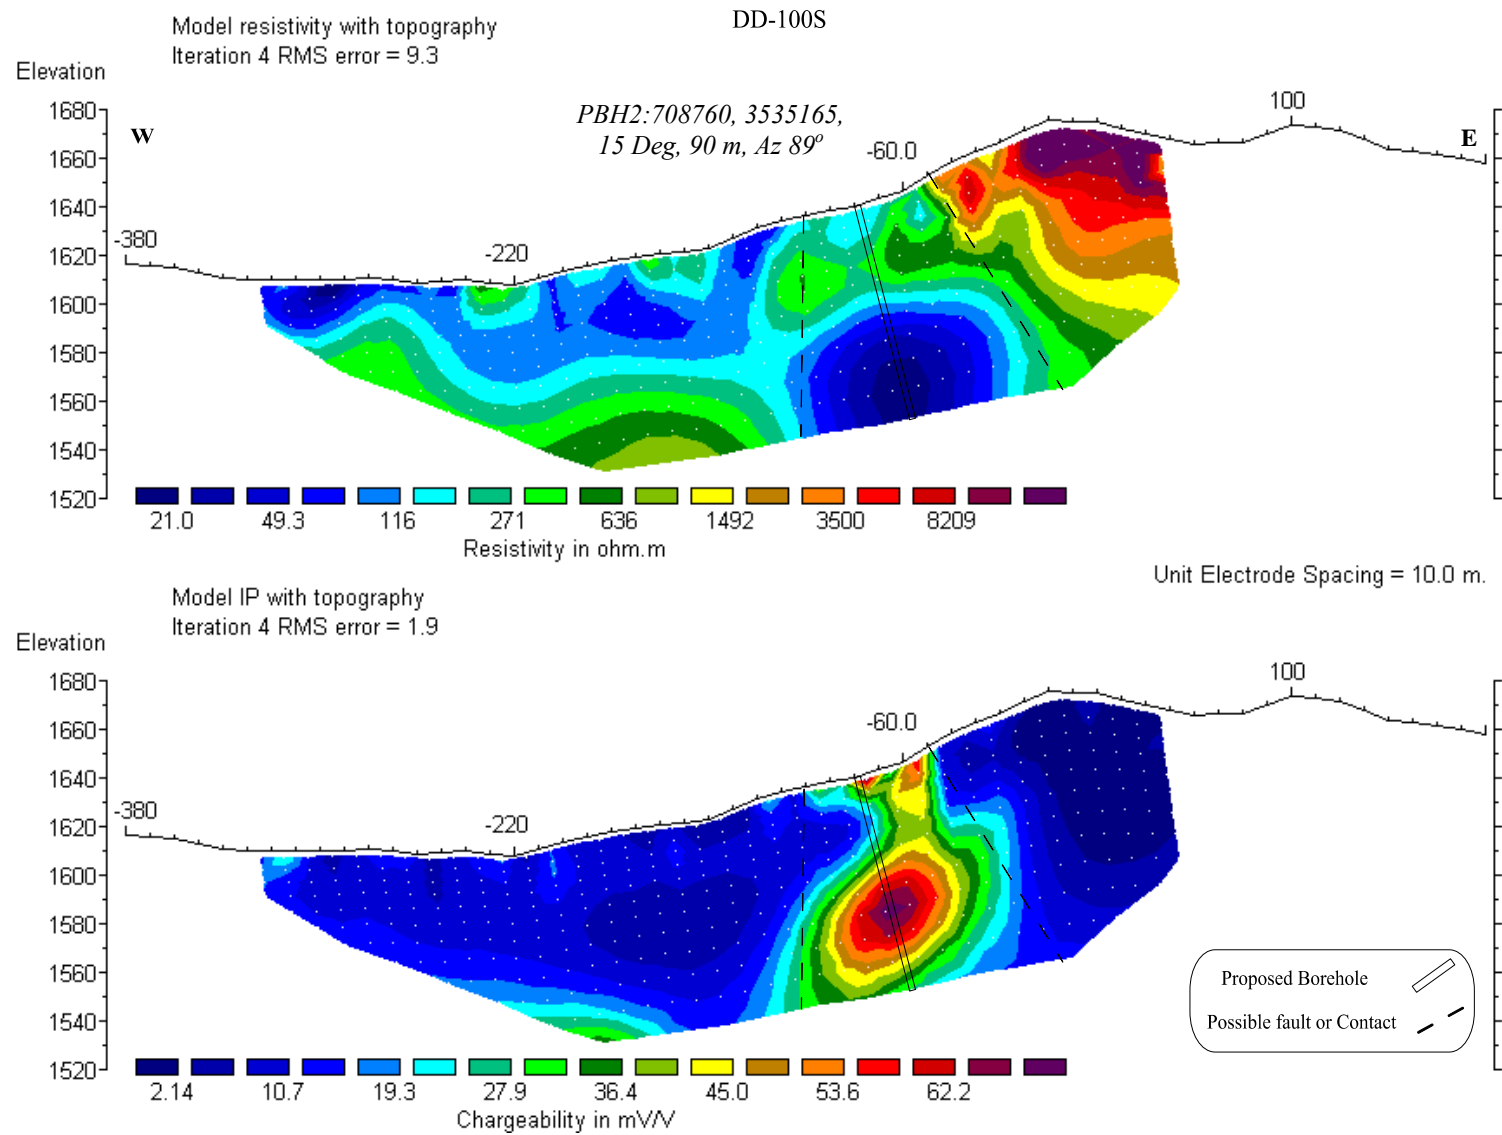 DD-100S
Model resistivity with topography
Iteration 4 RMS error = 9.3
Elevation
PBH2:708760, 3535165,
15 Deg, 90 m, Az 89º
W
E
100
-60.0
-220
-380
1680
1660
1640
1620
1600
1580
1560
1540
1520
21.0 49.3 116 271 636 1492 3500 8209
Resistivity in ohm.m
Unit Electrode Spacing = 10.0 m.
Model IP with topography
Iteration 4 RMS error = 1.9
Elevation
100
-60.0
-220
-380
1680
1660
1640
1620
1600
1580
1560
1540
1520
2.14 10.7 19.3 27.9 36.4 45.0 53.6 62.2
Chargeability in mV/V
Proposed Borehole
Possible fault or Contact